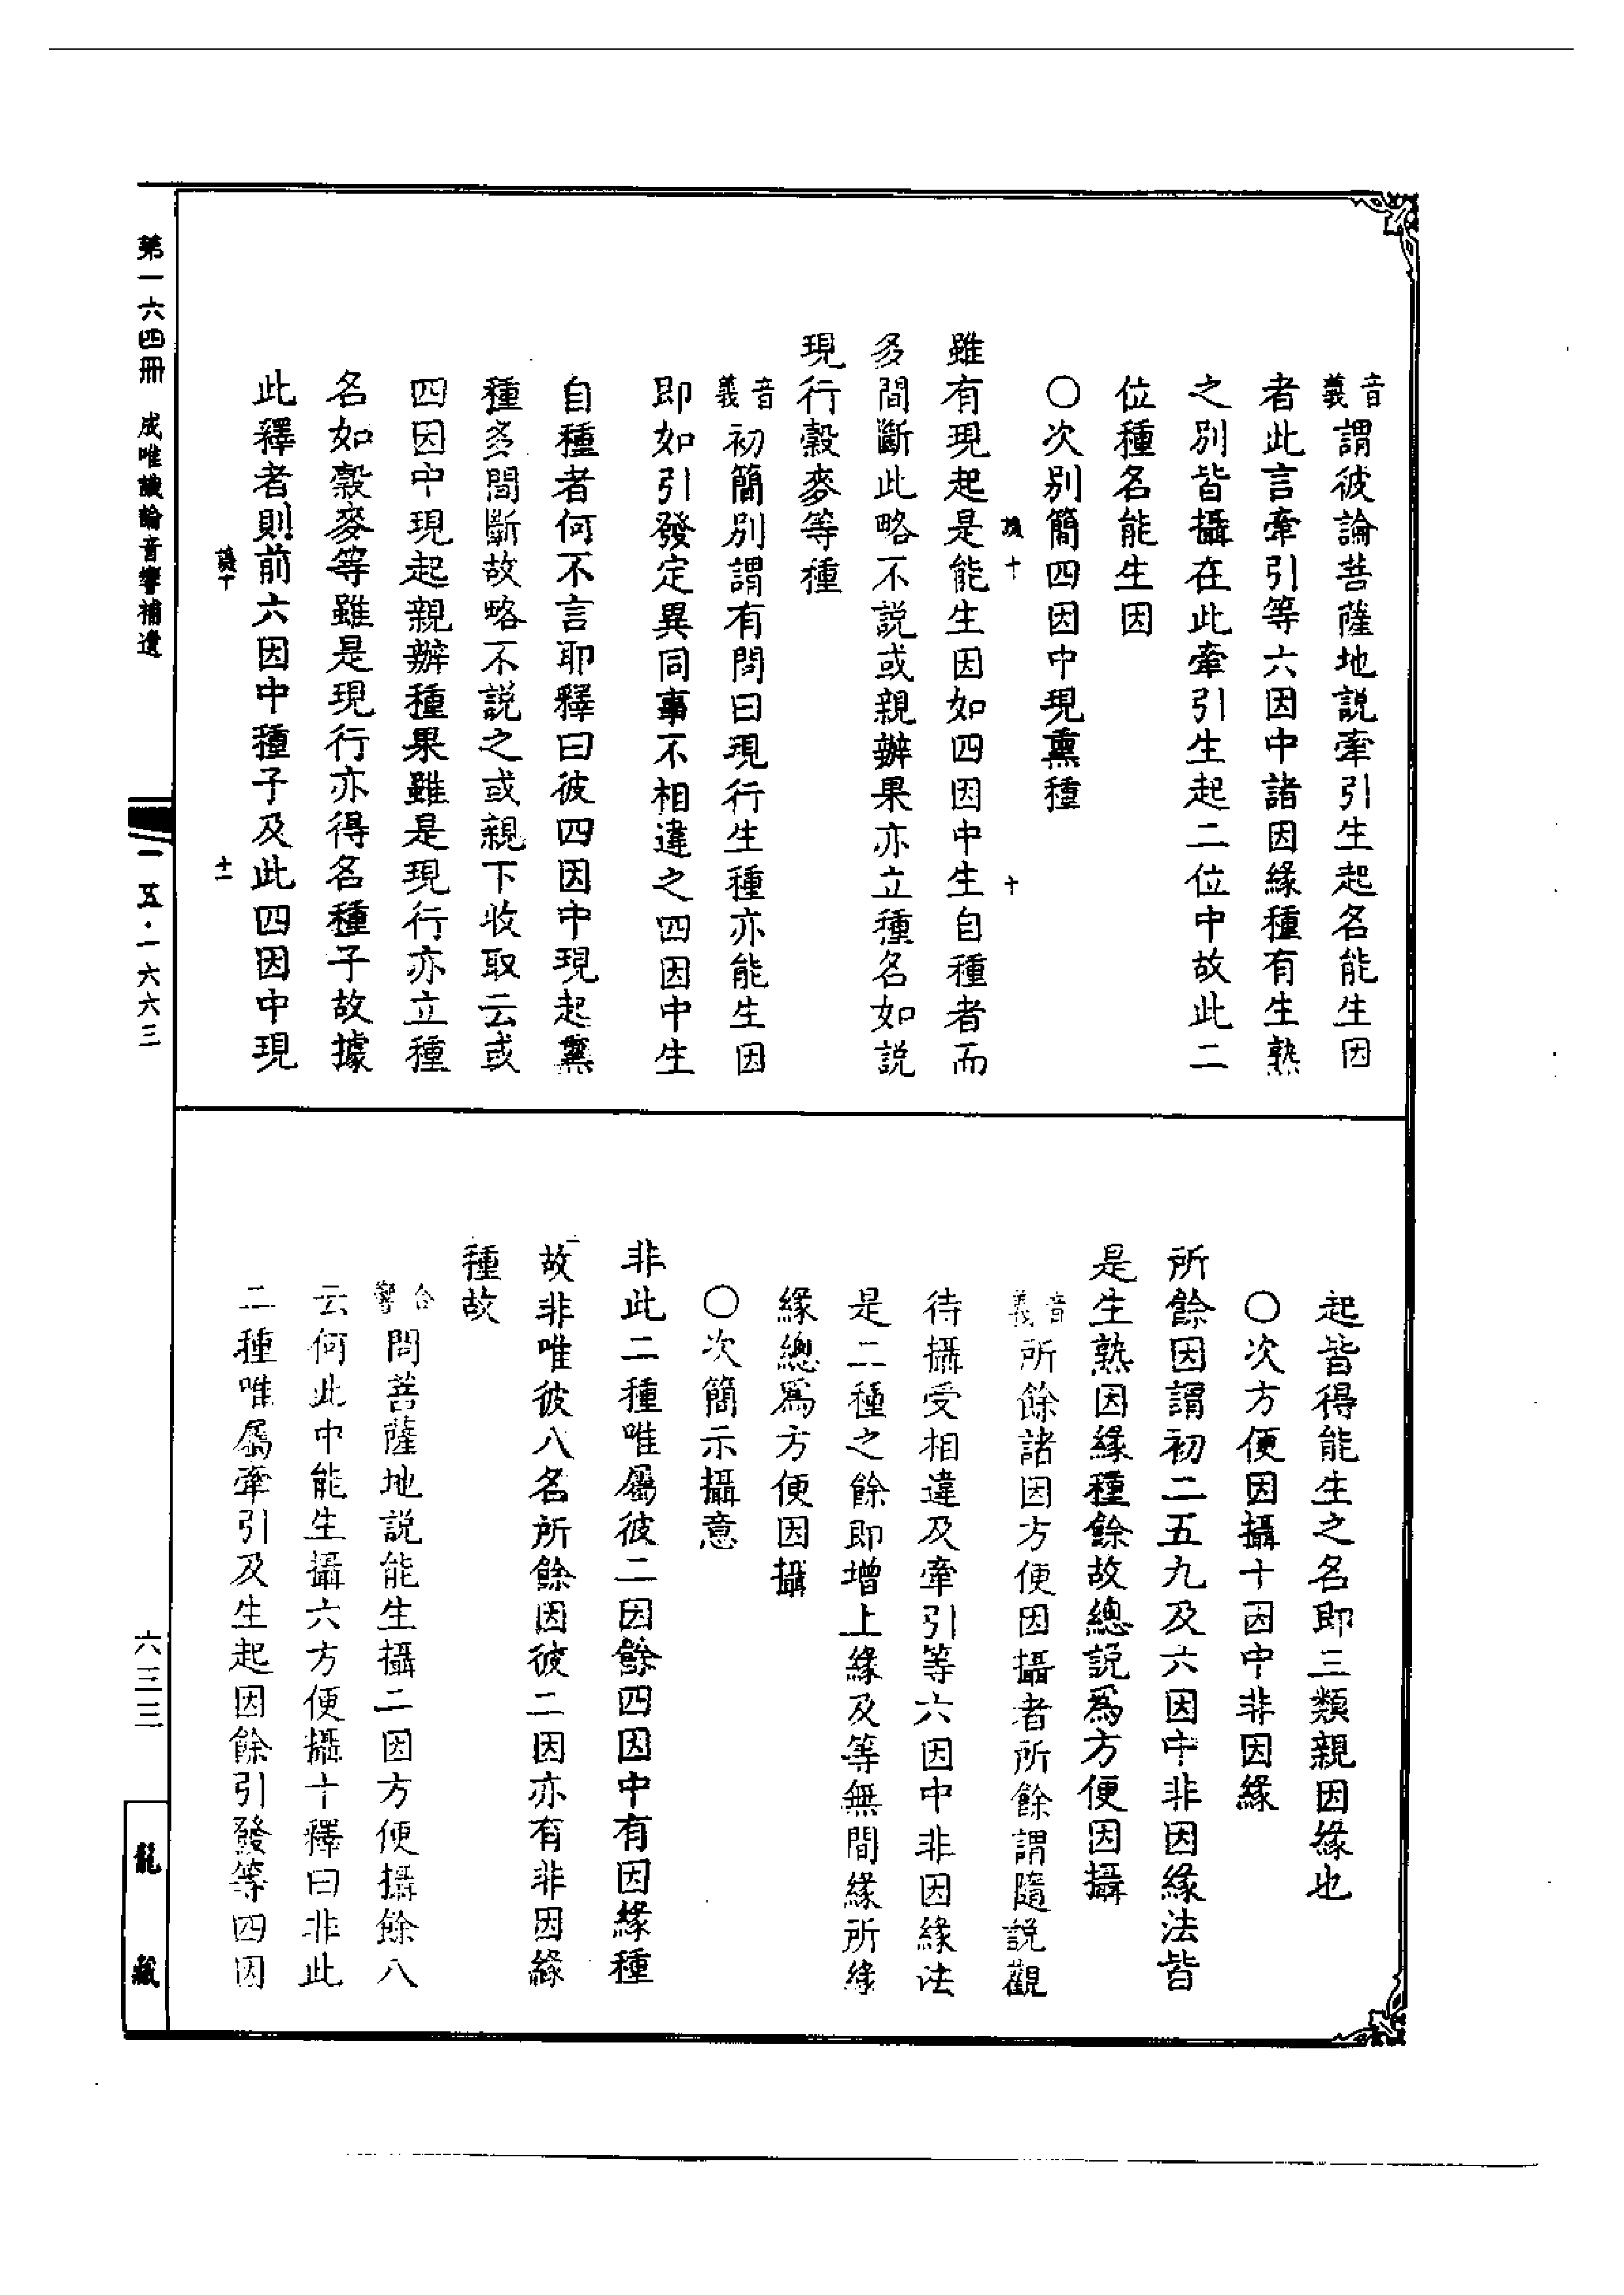 音義謂彼論菩薩地説牽引生起名能生因
者此言牽引等六因中諸因緣種有生熟
之別皆攝在此牽引生起二位中故此二
位種名能生因
〇次別簡四因中現熏種
十 十
雖有現起是能生因如四因中生自種者而
多間斷此略不説或親辦果亦立種名如説
現行穀麥等種
音義初簡別謂有問曰現行生種亦能生因
即如引發定異同事不相違之四因中生
自種者何不言耶釋曰彼四因中現起熏
種多間斷故略不説之或親下收取云或
四因中現起親辦種果雖是現行亦立種
名如穀麥等雖是現行亦得名種子故據
此釋者則前六因中種子及此四因中現
十 十一
起皆得能生之名即三類親因緣也
〇次方便因攝十因中非因緣
所餘因謂初二五九及六因中非因緣法皆
是生熟因緣種餘故總説爲方便因攝
音義所餘諸因方便因攝者所餘謂隨説觀
待攝受相違及牽引等六因中非因緣法
是二種之餘即增上緣及等無間緣所緣
緣總爲方便因攝
〇次簡示攝意
非此二種唯屬彼二因餘四因中有因緣種
故非唯彼八名所餘因彼二因亦有非因緣
種故
合響問菩薩地説能生攝二因方便攝餘八
云何此中能生攝六方便攝十釋曰非此
二種唯屬牽引及生起因餘引發等四因
第一六四冊 成唯識論音響補遺
一五·一六六三
六三三
龍藏